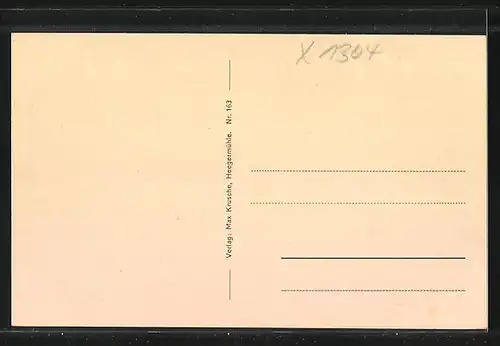 X 1304
Verlag: Max Krusche, Heegermühle. Nr. 163